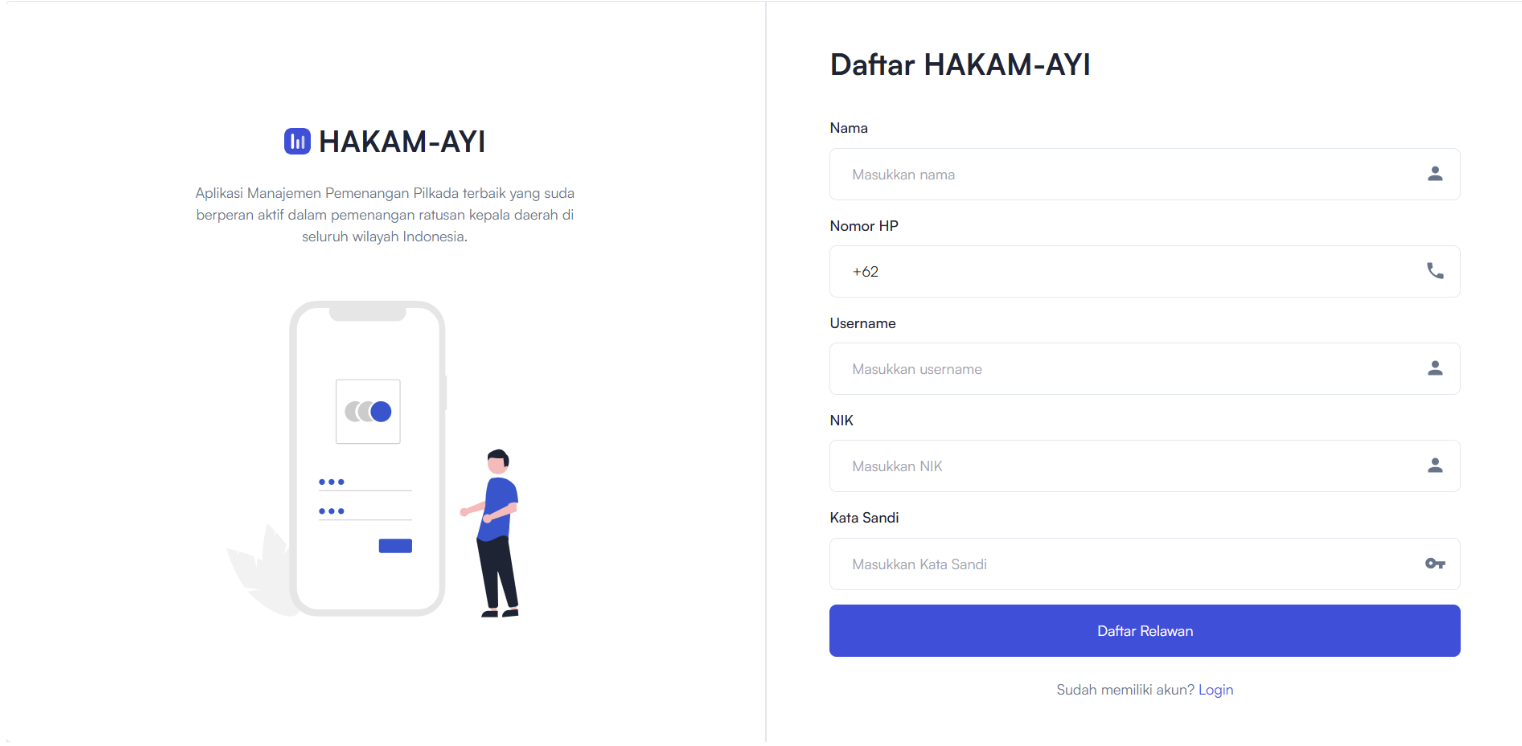 HAKAM-AYI
Aplikasi Manajemen Pemenangan Pilkada terbaik yang suda
berperan aktif dalam pemenangan ratusan kepala daerah di
seluruh wilayah Indonesia.
Daftar HAKAM-AYI
Nama
Masukkan nama
Nomor HP
+62
Username
Masukkan username
NIK
Masukkan NIK
Kata Sandi
Masukkan Kata Sandi
Daftar Relawan
Sudah memiliki akun? Login